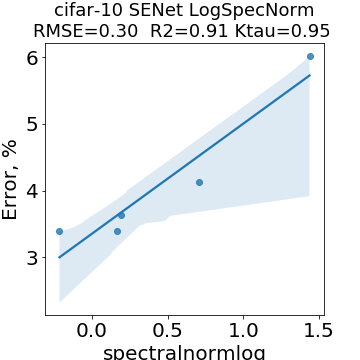 cifar-10 SENet LogSpecNorm
RMSE=0.30 R2=0.91 Ktau=0.95
6
5
4
3
Error, %
0.0 0.5 1.0 1.5
spectralnormlog